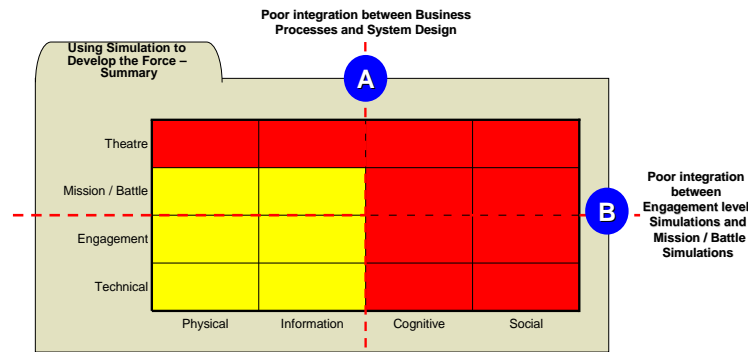 Poor integration between Business
Processes and System Design
Using Simulation to
Develop the Force –
Summary
A
Theatre
Mission / Battle
Engagement
Technical
B
Poor integration
between
Engagement level
Simulations and
Mission / Battle
Simulations
Physical
Information
Cognitive
Social